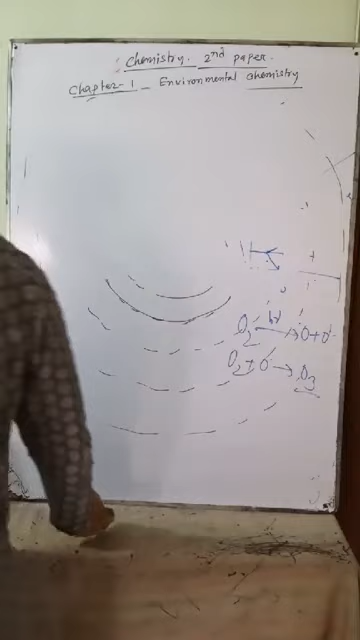 Chemistry. 2nd paper.
Chapter-1 Environmental chemistry
O2 → O+O
O2+O → O3